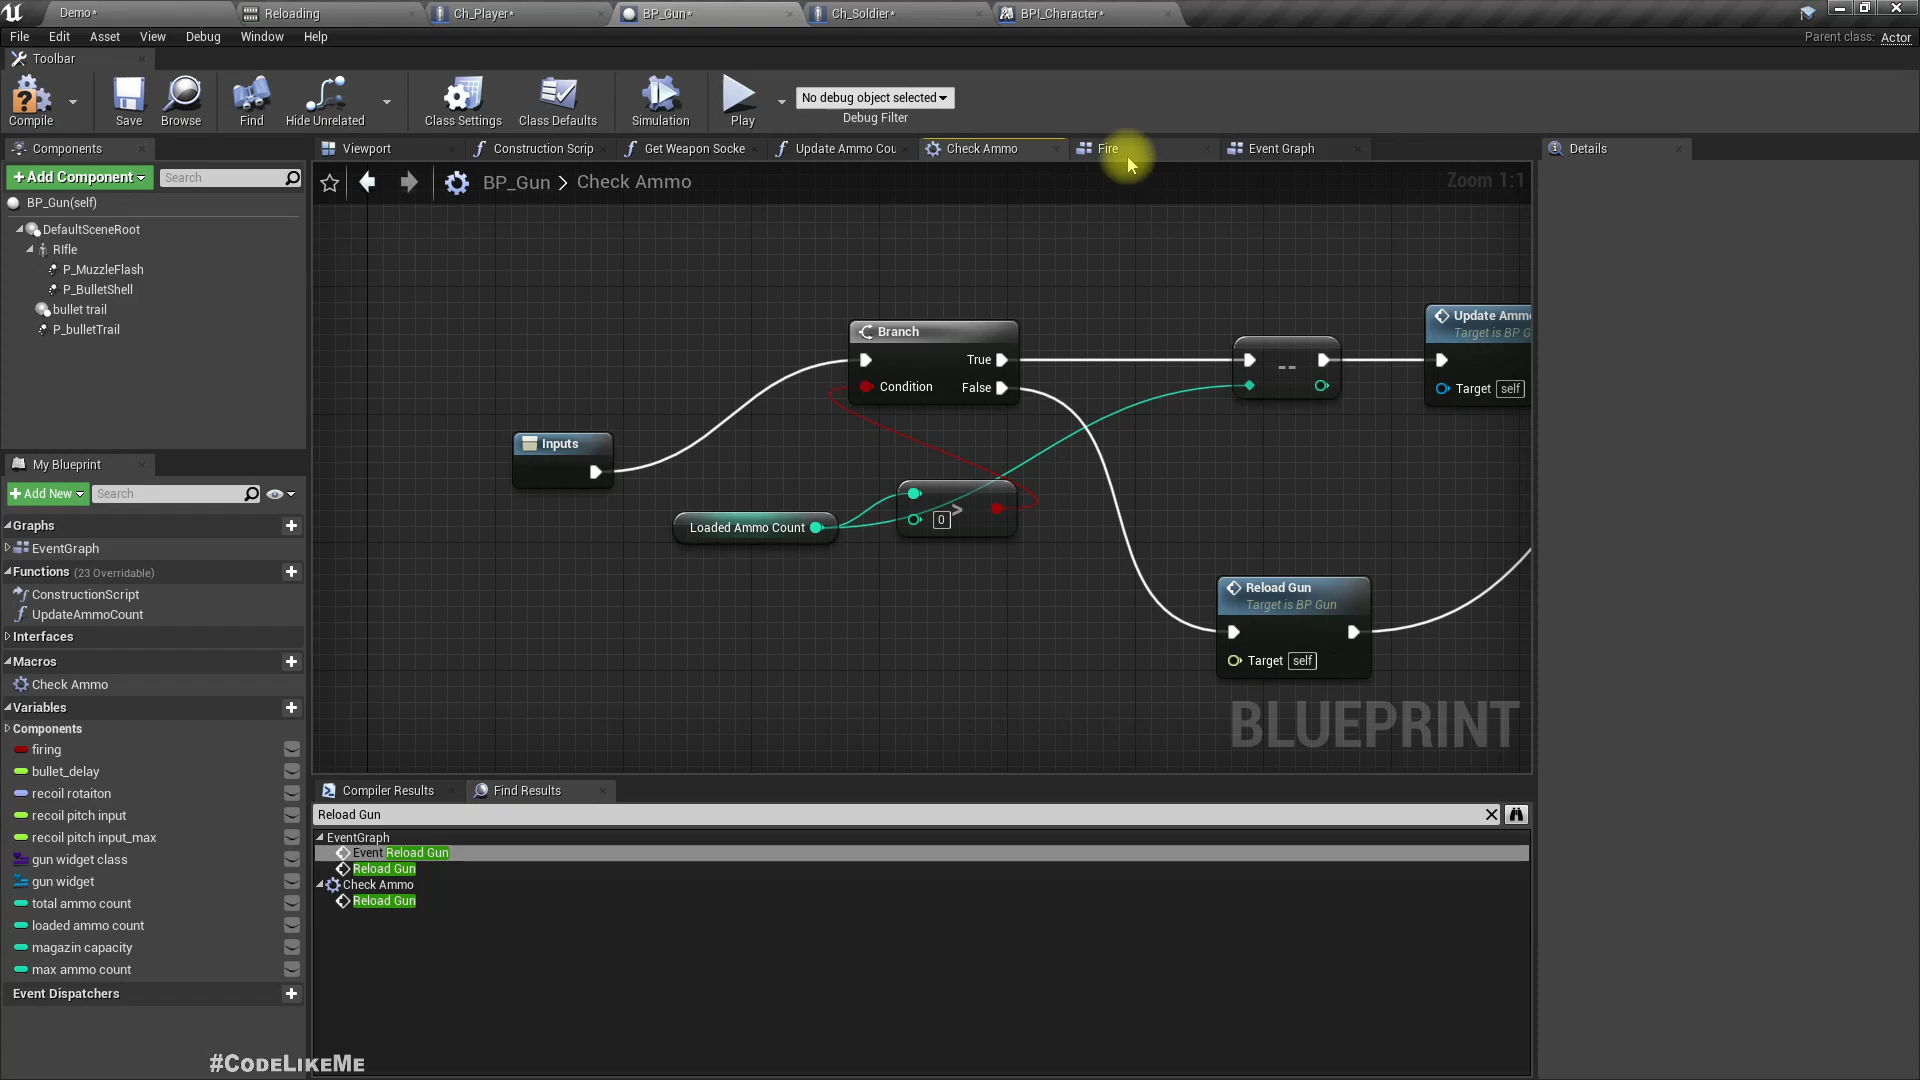 Demo*
Reloading
Ch_Player*
BP_Gun*
Ch_Soldier*
BPI_Character*
File Edit Asset View Debug Window Help
Parent class: Actor
Toolbar
Compile
Save
Browse
Find
Hide Unrelated
Class Settings
Class Defaults
Simulation
Play
No debug object selected
Debug Filter
Components
Viewport
Construction Scrip
Get Weapon Socke
Update Ammo Cou
Check Ammo
Fire
Event Graph
Details
+Add Component
Search
BP_Gun > Check Ammo
Zoom 1:1
BP_Gun(self)
DefaultSceneRoot
RIfle
P_MuzzleFlash
P_BulletShell
bullet trail
P_bulletTrail
Branch
True
Condition
False
--
Update Ammo
Target is BP G
Target self
Inputs
Loaded Ammo Count
0
>
Reload Gun
Target is BP Gun
Target self
BLUEPRINT
My Blueprint
+Add New
Search
Graphs
EventGraph
Functions (23 Overridable)
ConstructionScript
UpdateAmmoCount
Interfaces
Macros
Check Ammo
Variables
Components
firing
bullet_delay
recoil rotaiton
recoil pitch input
recoil pitch input_max
gun widget class
gun widget
total ammo count
loaded ammo count
magazin capacity
max ammo count
Event Dispatchers
Compiler Results
Find Results
Reload Gun
EventGraph
Event Reload Gun
Reload Gun
Check Ammo
Reload Gun
#CodeLikeMe